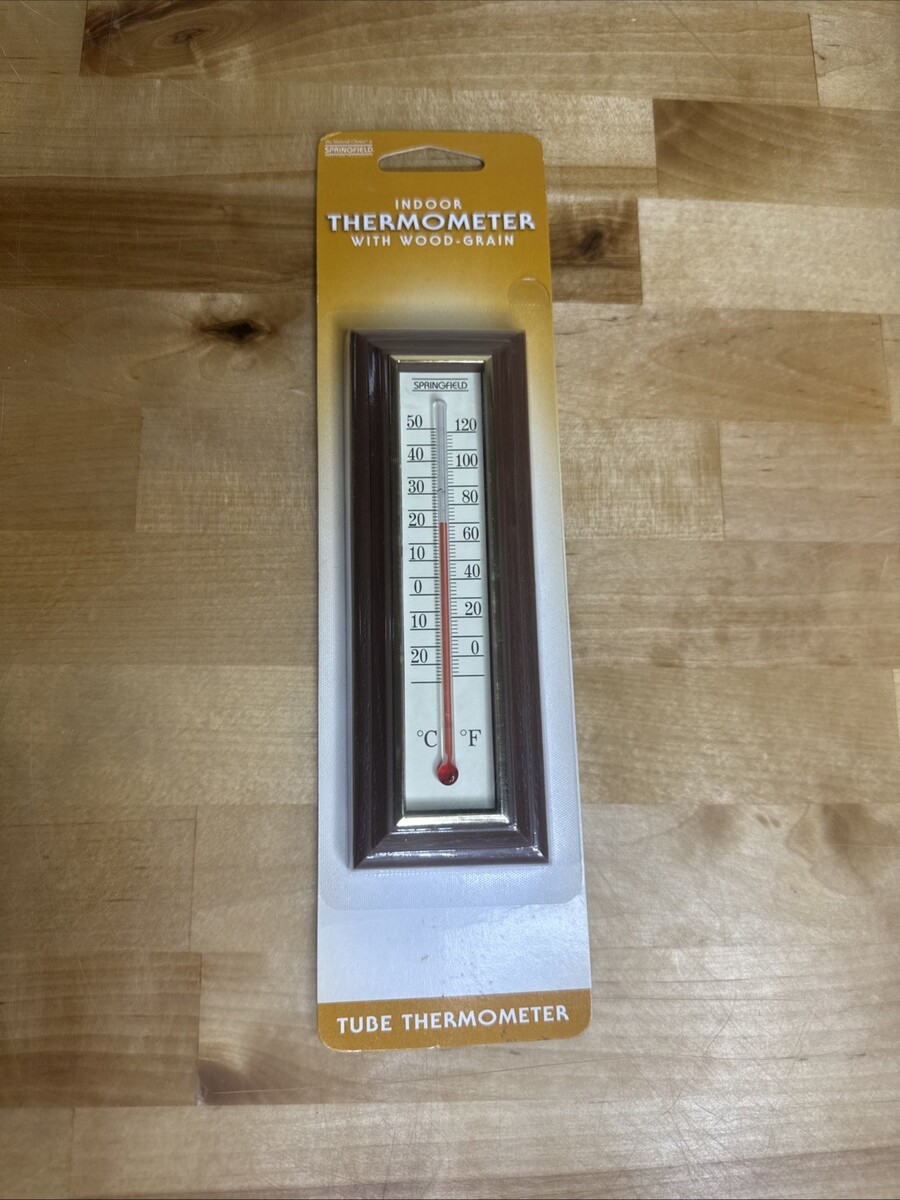 SPRINGFIELD
INDOOR
THERMOMETER
WITH WOOD-GRAIN
SPRINGFIELD
50 120
40 100
30 80
20 60
10 40
0 20
10 0
20
°C °F
TUBE THERMOMETER